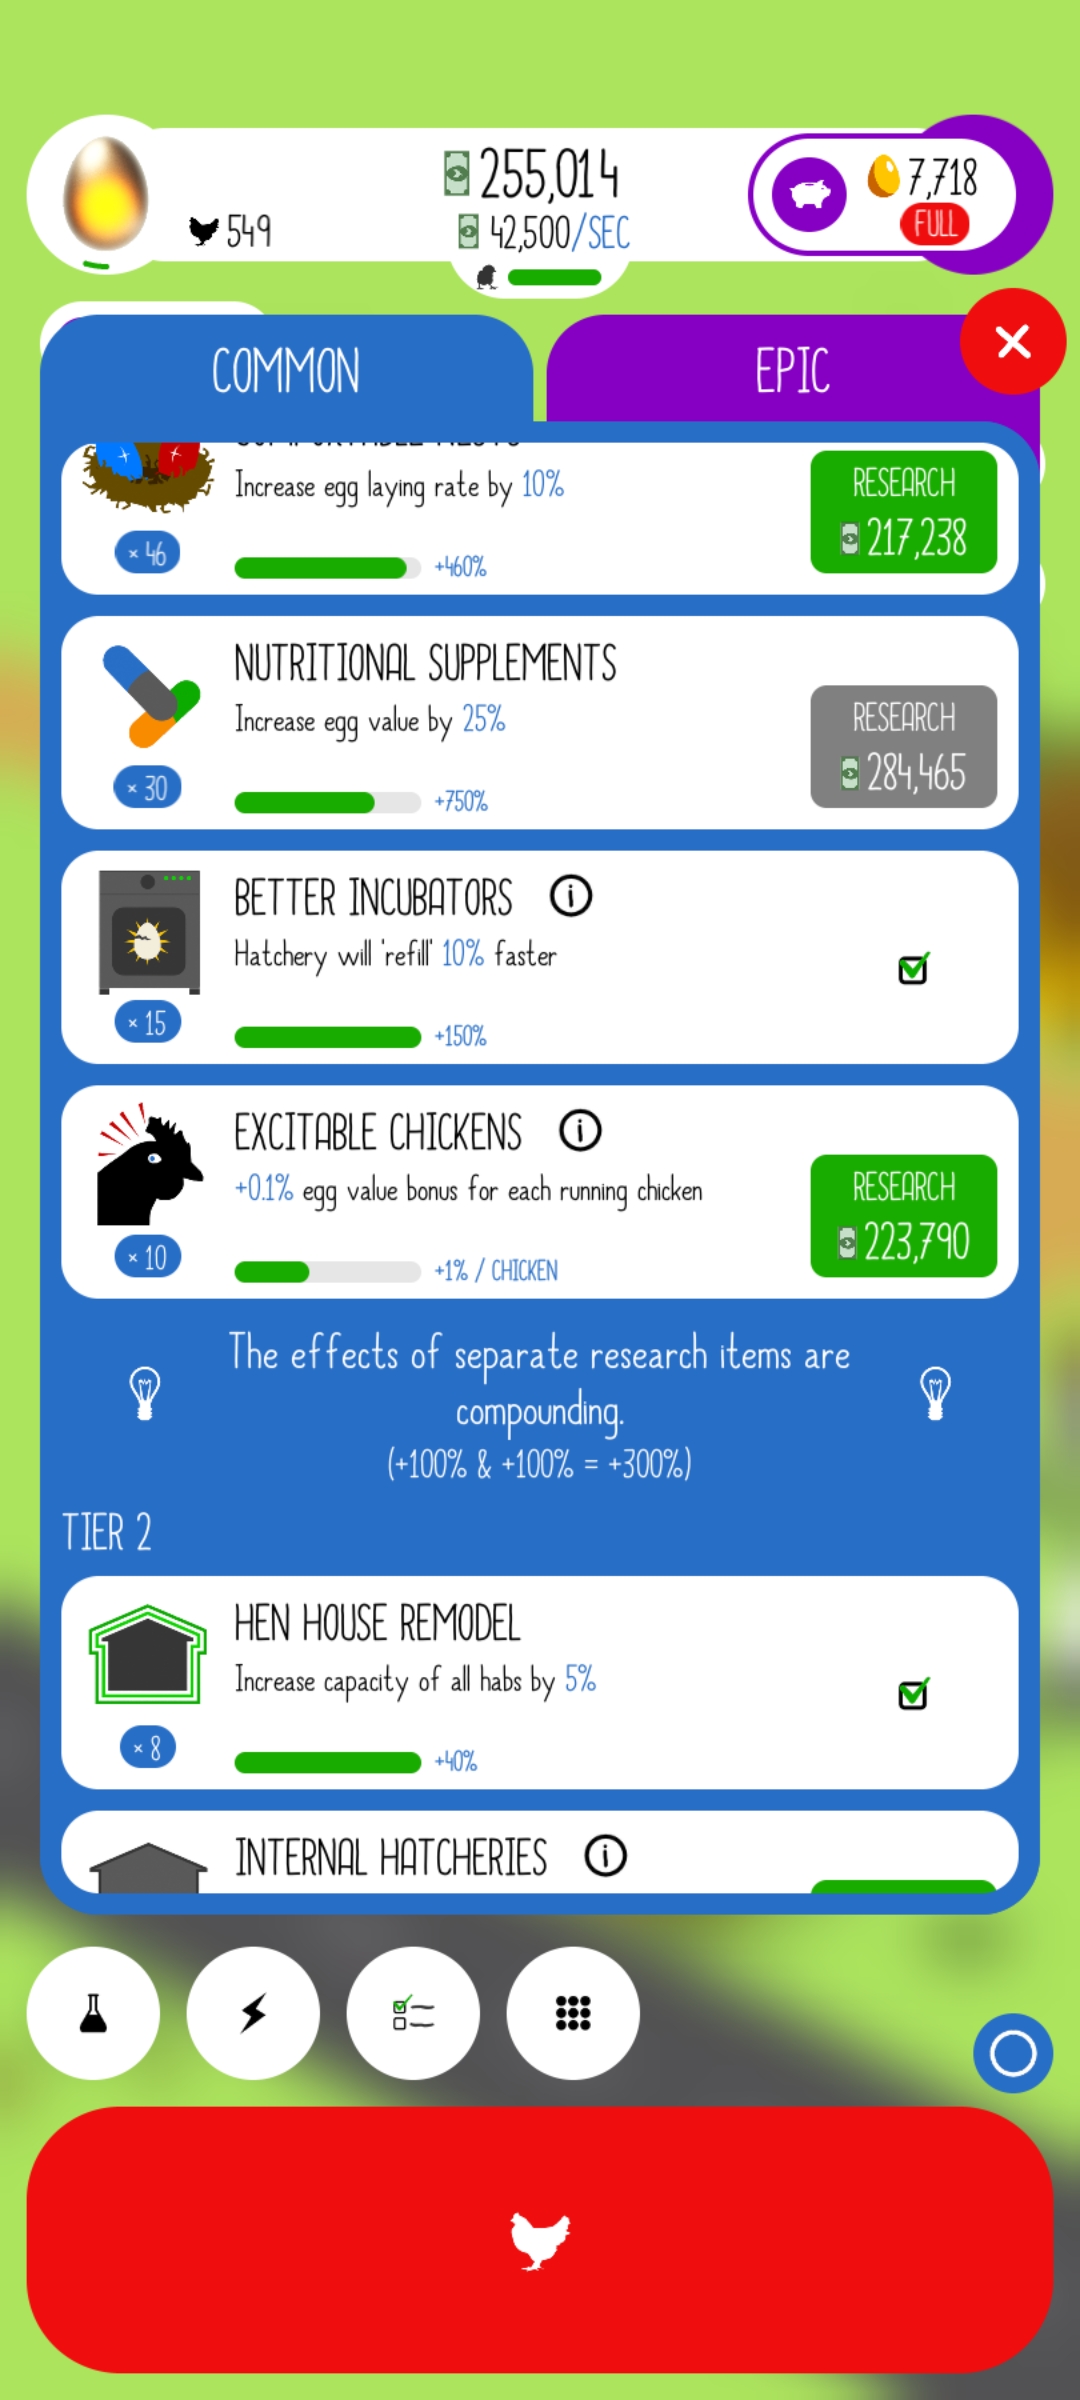 255,014
7,718
549
42,500/SEC
FULL
COMMON
EPIC
Increase egg laying rate by 10%
RESEARCH
217,238
× 46
+460%
NUTRITIONAL SUPPLEMENTS
Increase egg value by 25%
RESEARCH
284,465
× 30
+750%
BETTER INCUBATORS
Hatchery will 'refill' 10% faster
× 15
+150%
EXCITABLE CHICKENS
+0.1% egg value bonus for each running chicken
RESEARCH
223,790
× 10
+1% / CHICKEN
The effects of separate research items are
compounding.
(+100% & +100% = +300%)
TIER 2
HEN HOUSE REMODEL
Increase capacity of all habs by 5%
× 8
+40%
INTERNAL HATCHERIES